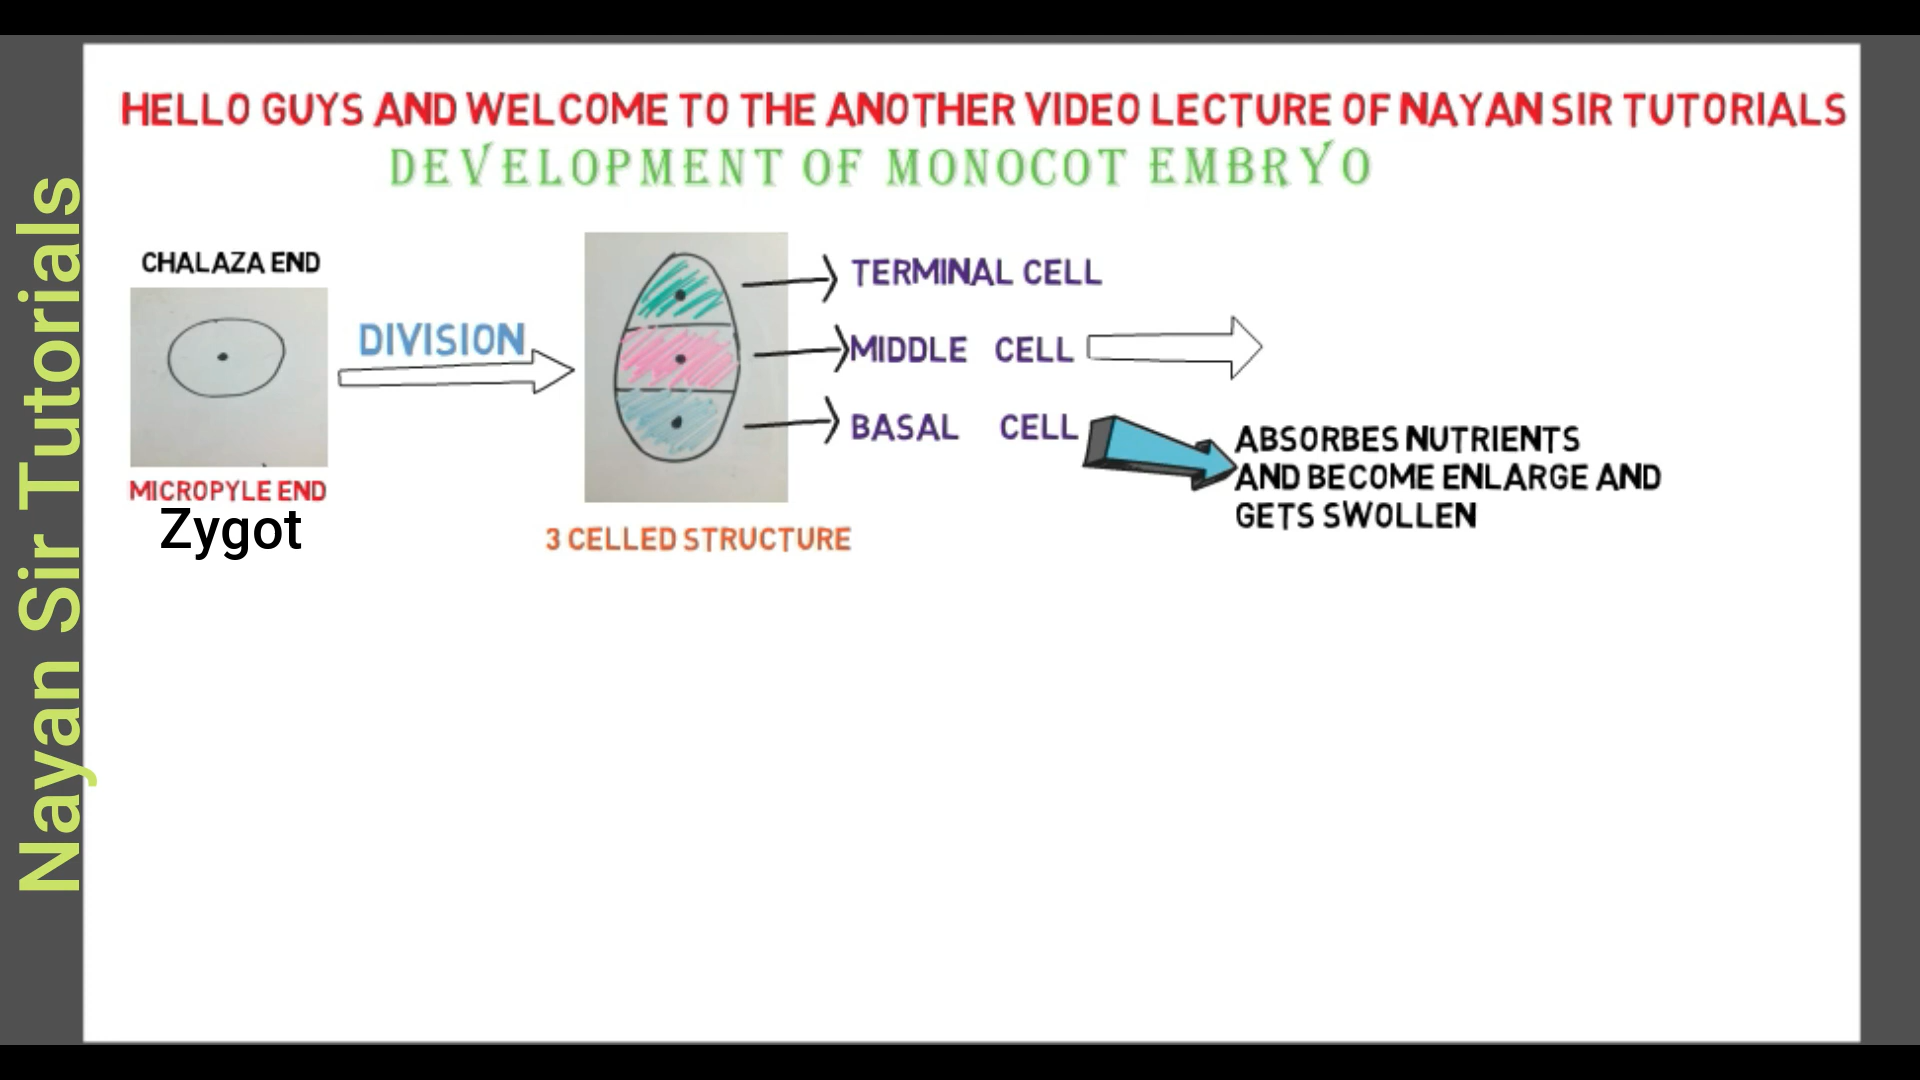 HELLO GUYS AND WELCOME TO THE ANOTHER VIDEO LECTURE OF NAYAN SIR TUTORIALS
DEVELOPMENT OF MONOCOT EMBRYO
CHALAZA END
MICROPYLE END
Zygot
DIVISION
3 CELLED STRUCTURE
TERMINAL CELL
MIDDLE CELL
BASAL CELL
ABSORBES NUTRIENTS
AND BECOME ENLARGE AND
GETS SWOLLEN
Nayan Sir Tutorials